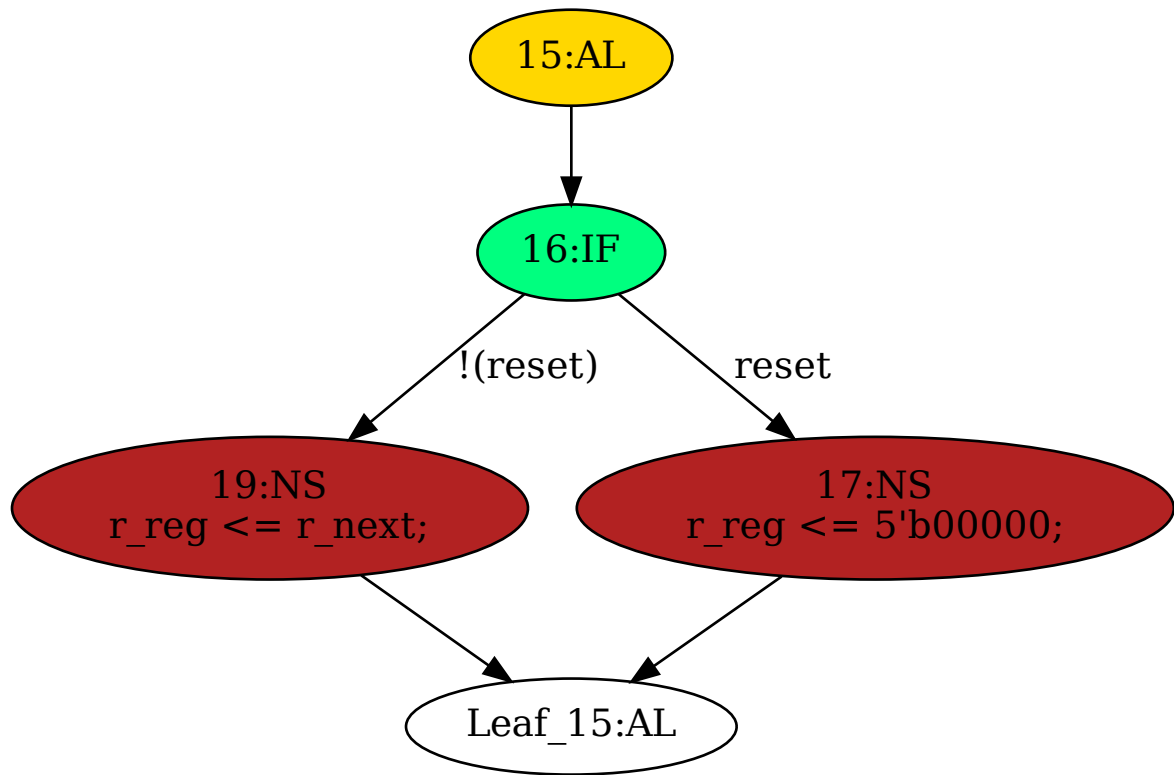 15:AL
16:IF
!(reset)
reset
19:NS
r_reg <= r_next;
17:NS
r_reg <= 5'b00000;
Leaf_15:AL